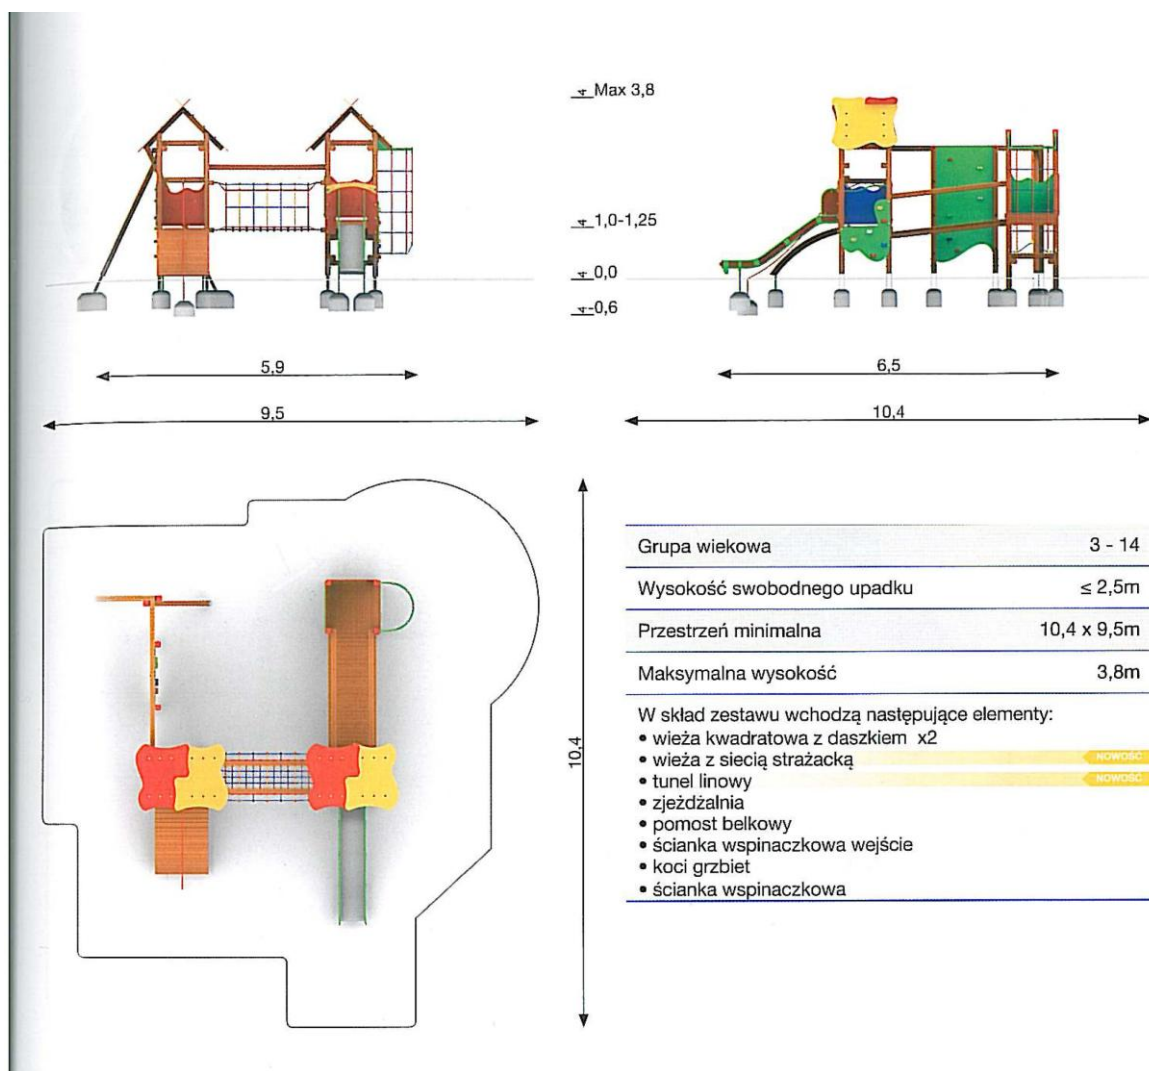 Max 3,8
1,0-1,25
0,0
-0,6
5,9
9,5
6,5
10,4
10,4
Grupa wiekowa 3 - 14
Wysokość swobodnego upadku ≤ 2,5m
Przestrzeń minimalna 10,4 x 9,5m
Maksymalna wysokość 3,8m
W skład zestawu wchodzą następujące elementy:
• wieża kwadratowa z daszkiem x2
• wieża z siecią strażacką NOWOŚĆ
• tunel linowy NOWOŚĆ
• zjeżdżalnia
• pomost belkowy
• ścianka wspinaczkowa wejście
• koci grzbiet
• ścianka wspinaczkowa